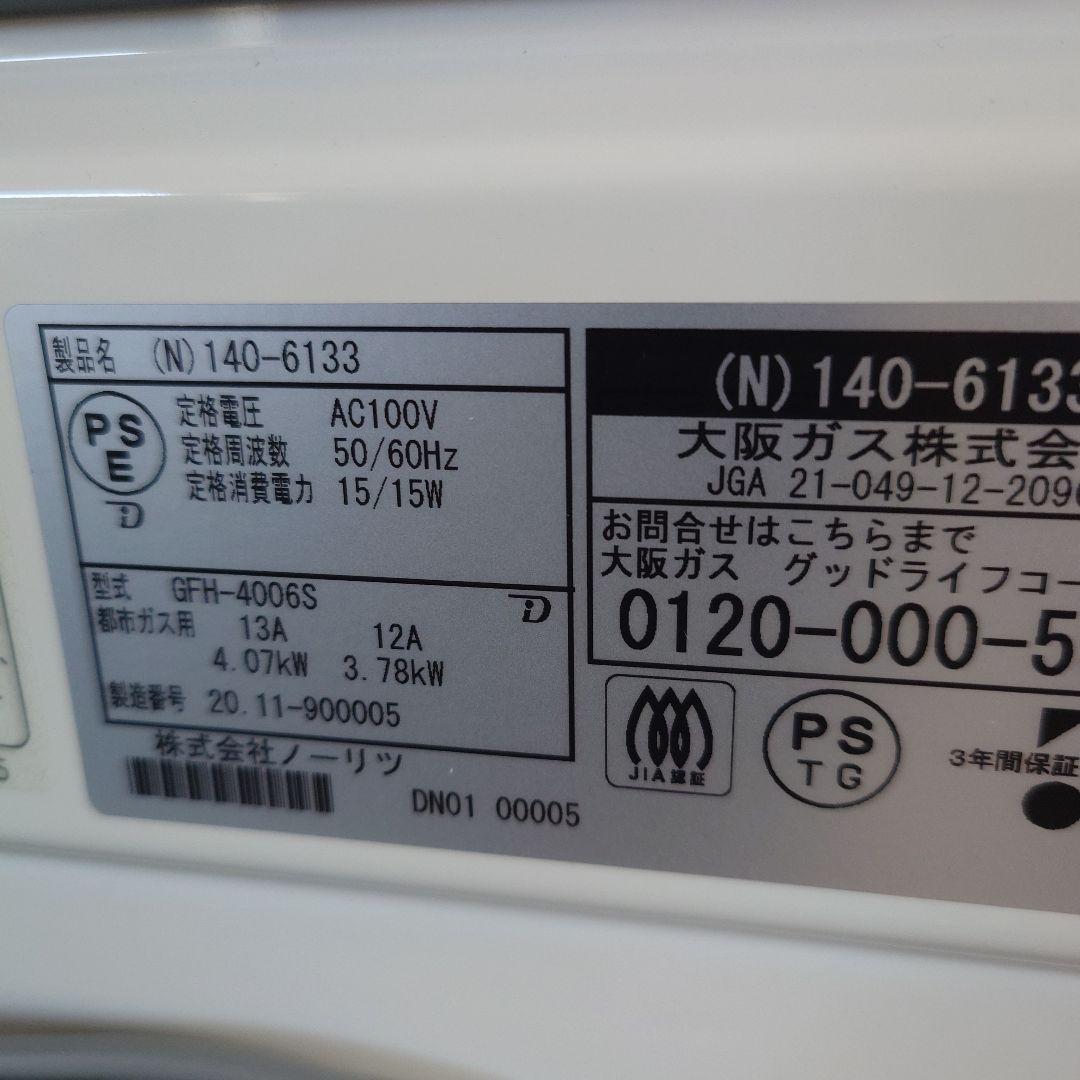 製品名 (N)140-6133
PS
E
定格電圧 AC100V
定格周波数 50/60Hz
定格消費電力 15/15W
型式 GFH-4006S
都市ガス用 13A 12A
4.07kW 3.78kW
製造番号 20.11-900005
株式会社ノーリツ
DN01 00005
(N)140-6133
大阪ガス株式会
JGA 21-049-12-209
お問合せはこちらまで
大阪ガス グッドライフコー
0120-000-5
JIA認証
PS
TG
3年間保証
5